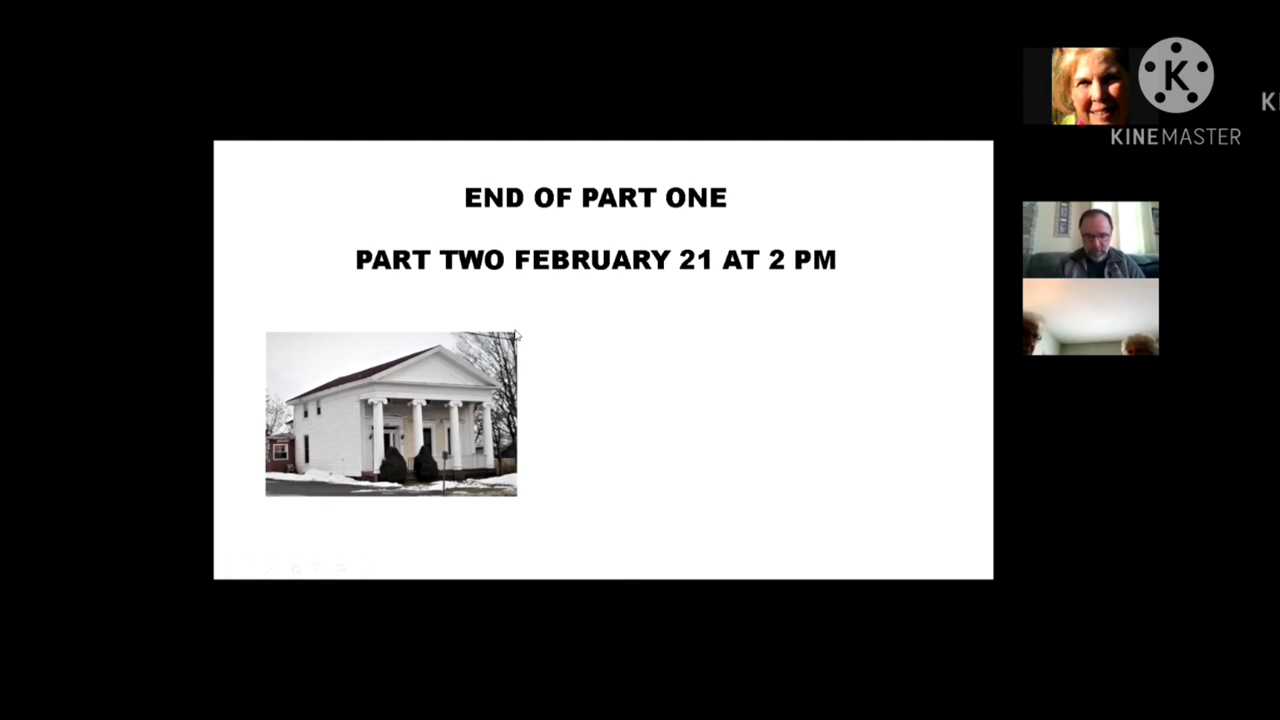 END OF PART ONE
PART TWO FEBRUARY 21 AT 2 PM
K
KINEMASTER
K